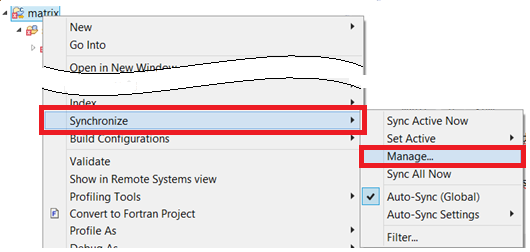 matrix
New
Go Into
Open in New Window
Index
Synchronize
Build Configurations
Validate
Show in Remote Systems view
Profiling Tools
Convert to Fortran Project
Profile As
Debug As
Sync Active Now
Set Active
Manage...
Sync All Now
Auto-Sync (Global)
Auto-Sync Settings
Filter...